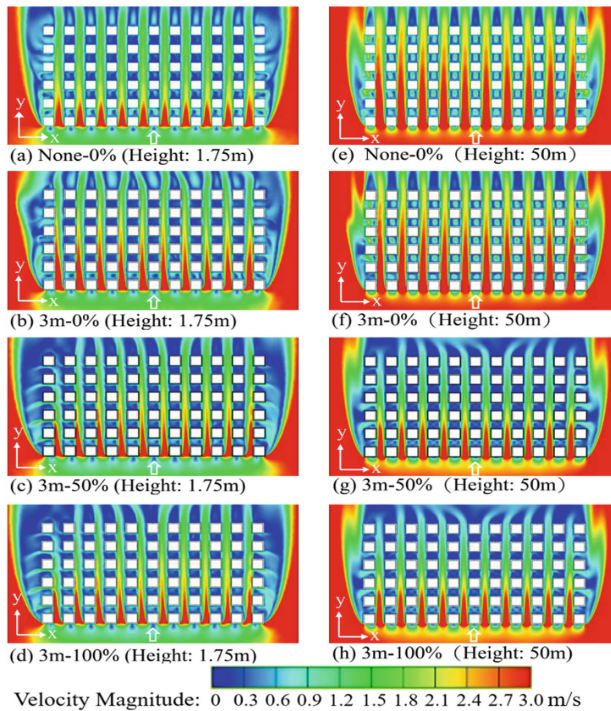 y
x
(a) None-0% (Height: 1.75m)
y
x
(e) None-0%（Height: 50m）
y
x
(b) 3m-0% (Height: 1.75m)
y
x
(f) 3m-0%（Height: 50m）
y
x
(c) 3m-50% (Height: 1.75m)
y
x
(g) 3m-50%（Height: 50m）
y
x
(d) 3m-100% (Height: 1.75m)
y
x
(h) 3m-100%（Height: 50m)
Velocity Magnitude: 0 0.3 0.6 0.9 1.2 1.5 1.8 2.1 2.4 2.7 3.0 m/s